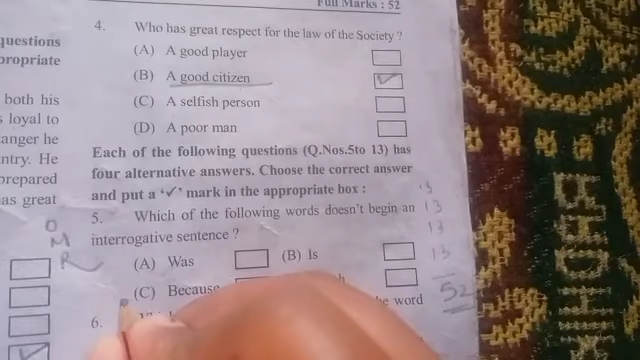 Full Marks : 52
questions
propriate
both his
loyal to
anger he
ntry. He
prepared
as great
4. Who has great respect for the law of the Society ?
(A) A good player
(B) A good citizen
(C) A selfish person
(D) A poor man
Each of the following questions (Q.Nos.5to 13) has
four alternative answers. Choose the correct answer
and put a ‘✓’ mark in the appropriate box :
5. Which of the following words doesn't begin an
interrogative sentence ?
(A) Was (B) Is
(C) Because
6.
word
O
M
R
13
13
13
13
52